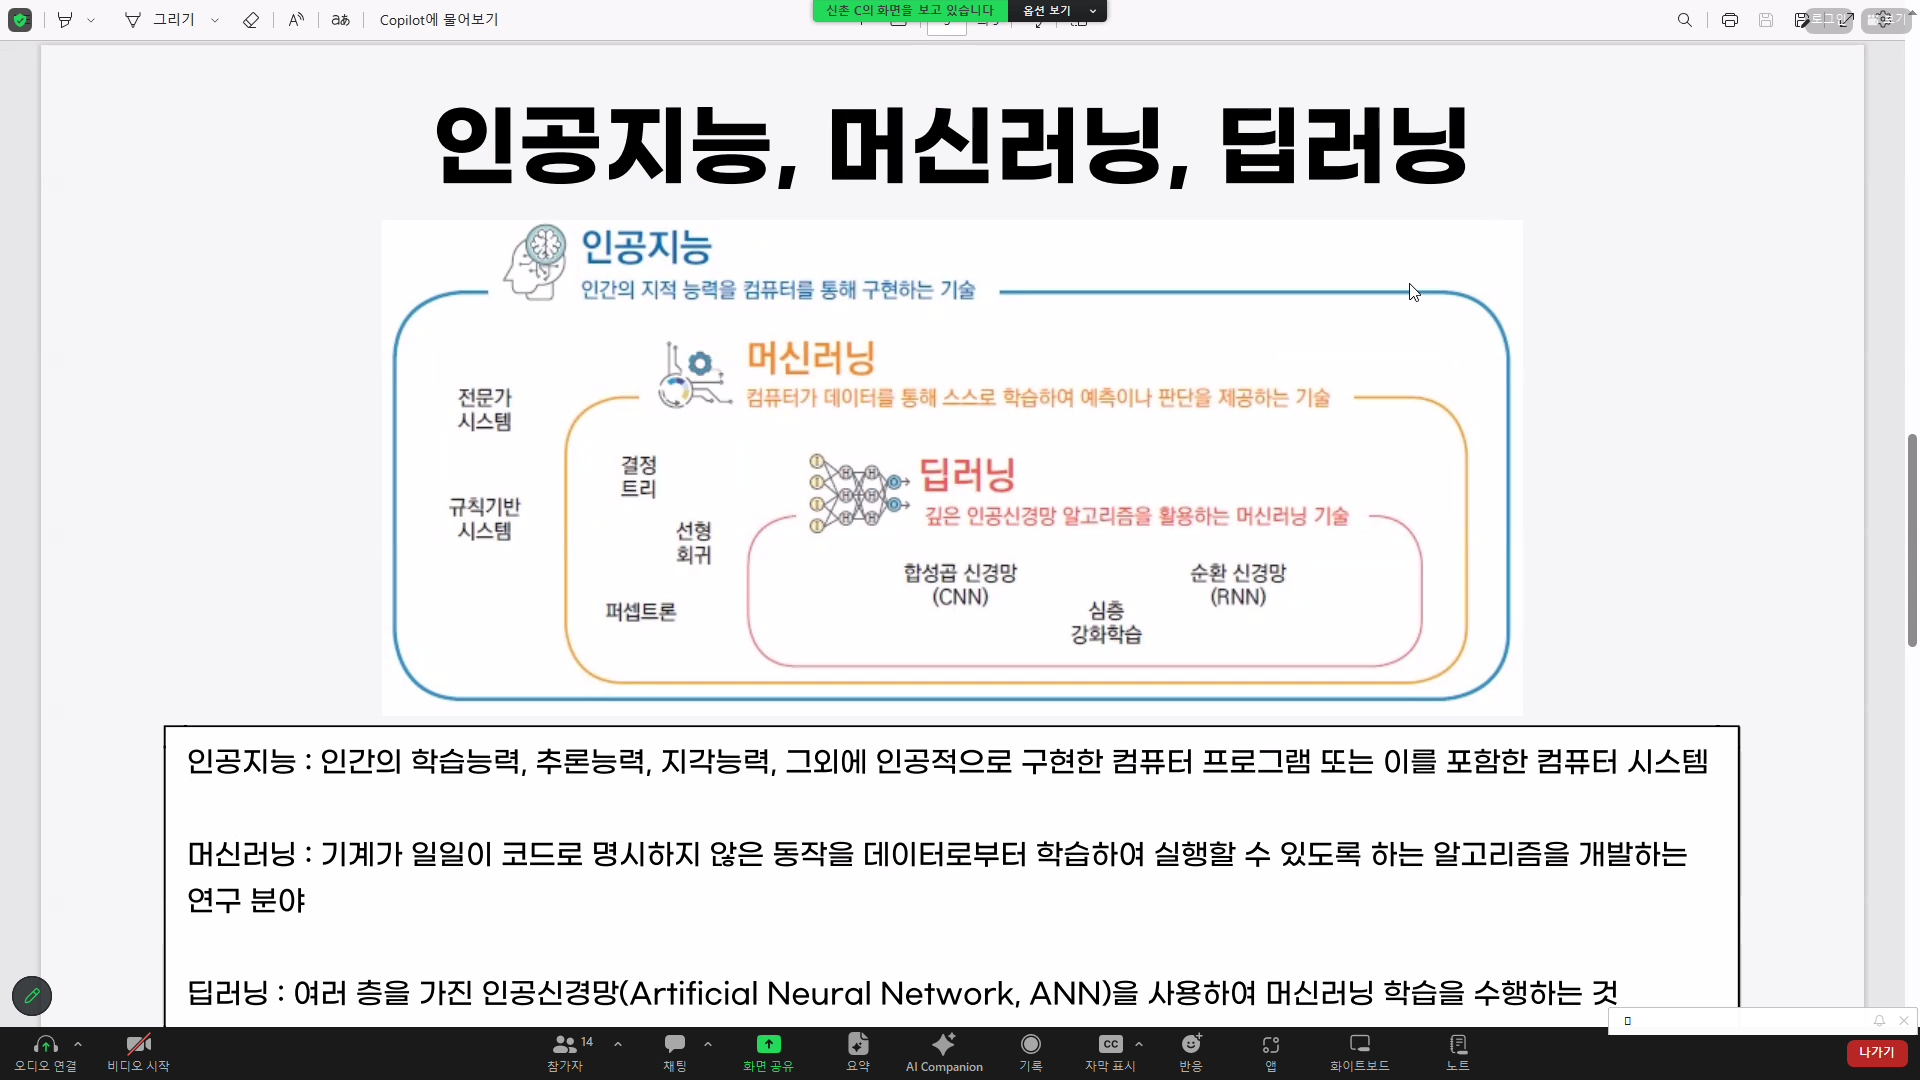 그리기
aあ
Copilot에 물어보기
신촌 C의 화면을 보고 있습니다
옵션 보기
로그인
보기
인공지능, 머신러닝, 딥러닝
인공지능
인간의 지적 능력을 컴퓨터를 통해 구현하는 기술
머신러닝
컴퓨터가 데이터를 통해 스스로 학습하여 예측이나 판단을 제공하는 기술
전문가
시스템
규칙기반
시스템
결정
트리
선형
회귀
퍼셉트론
딥러닝
깊은 인공신경망 알고리즘을 활용하는 머신러닝 기술
합성곱 신경망
(CNN)
심층
강화학습
순환 신경망
(RNN)
인공지능 : 인간의 학습능력, 추론능력, 지각능력, 그외에 인공적으로 구현한 컴퓨터 프로그램 또는 이를 포함한 컴퓨터 시스템
머신러닝 : 기계가 일일이 코드로 명시하지 않은 동작을 데이터로부터 학습하여 실행할 수 있도록 하는 알고리즘을 개발하는
연구 분야
딥러닝 : 여러 층을 가진 인공신경망(Artificial Neural Network, ANN)을 사용하여 머신러닝 학습을 수행하는 것
오디오 연결
비디오 시작
14
참가자
채팅
화면 공유
요약
AI Companion
기록
CC
자막 표시
반응
앱
화이트보드
노트
나가기